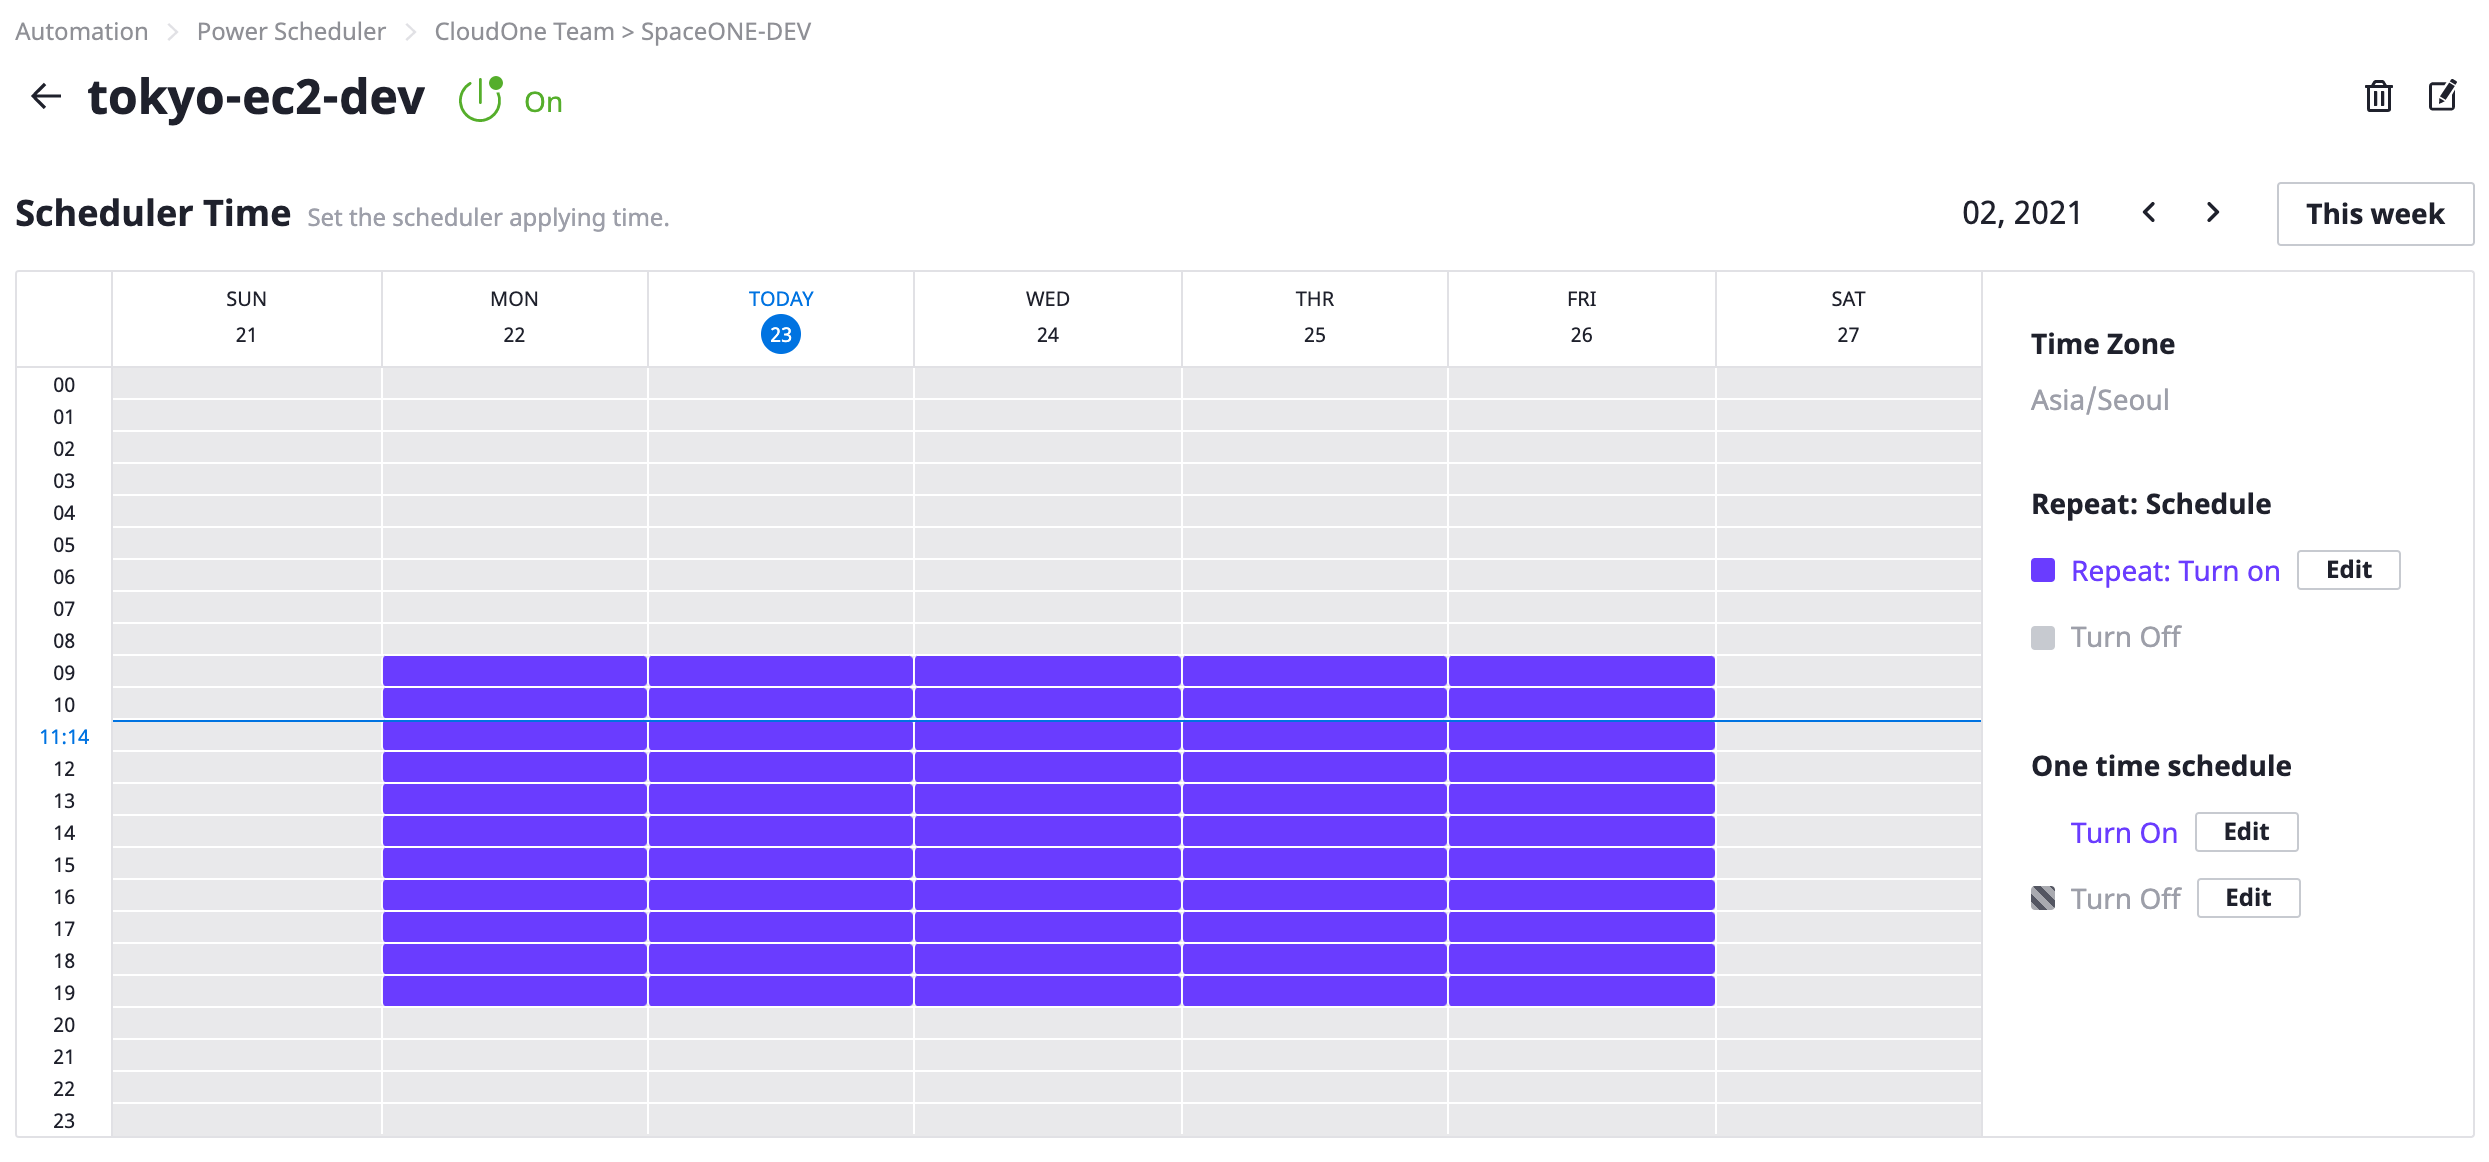 Automation > Power Scheduler > CloudOne Team > SpaceONE-DEV
tokyo-ec2-dev On
Scheduler Time Set the scheduler applying time. 02, 2021 This week
SUN MON TODAY WED THR FRI SAT
21 22 23 24 25 26 27
00
01
02
03
04
05
06
07
08
09
10
11:14
12
13
14
15
16
17
18
19
20
21
22
23
Time Zone
Asia/Seoul
Repeat: Schedule
Repeat: Turn on Edit
Turn Off
One time schedule
Turn On Edit
Turn Off Edit